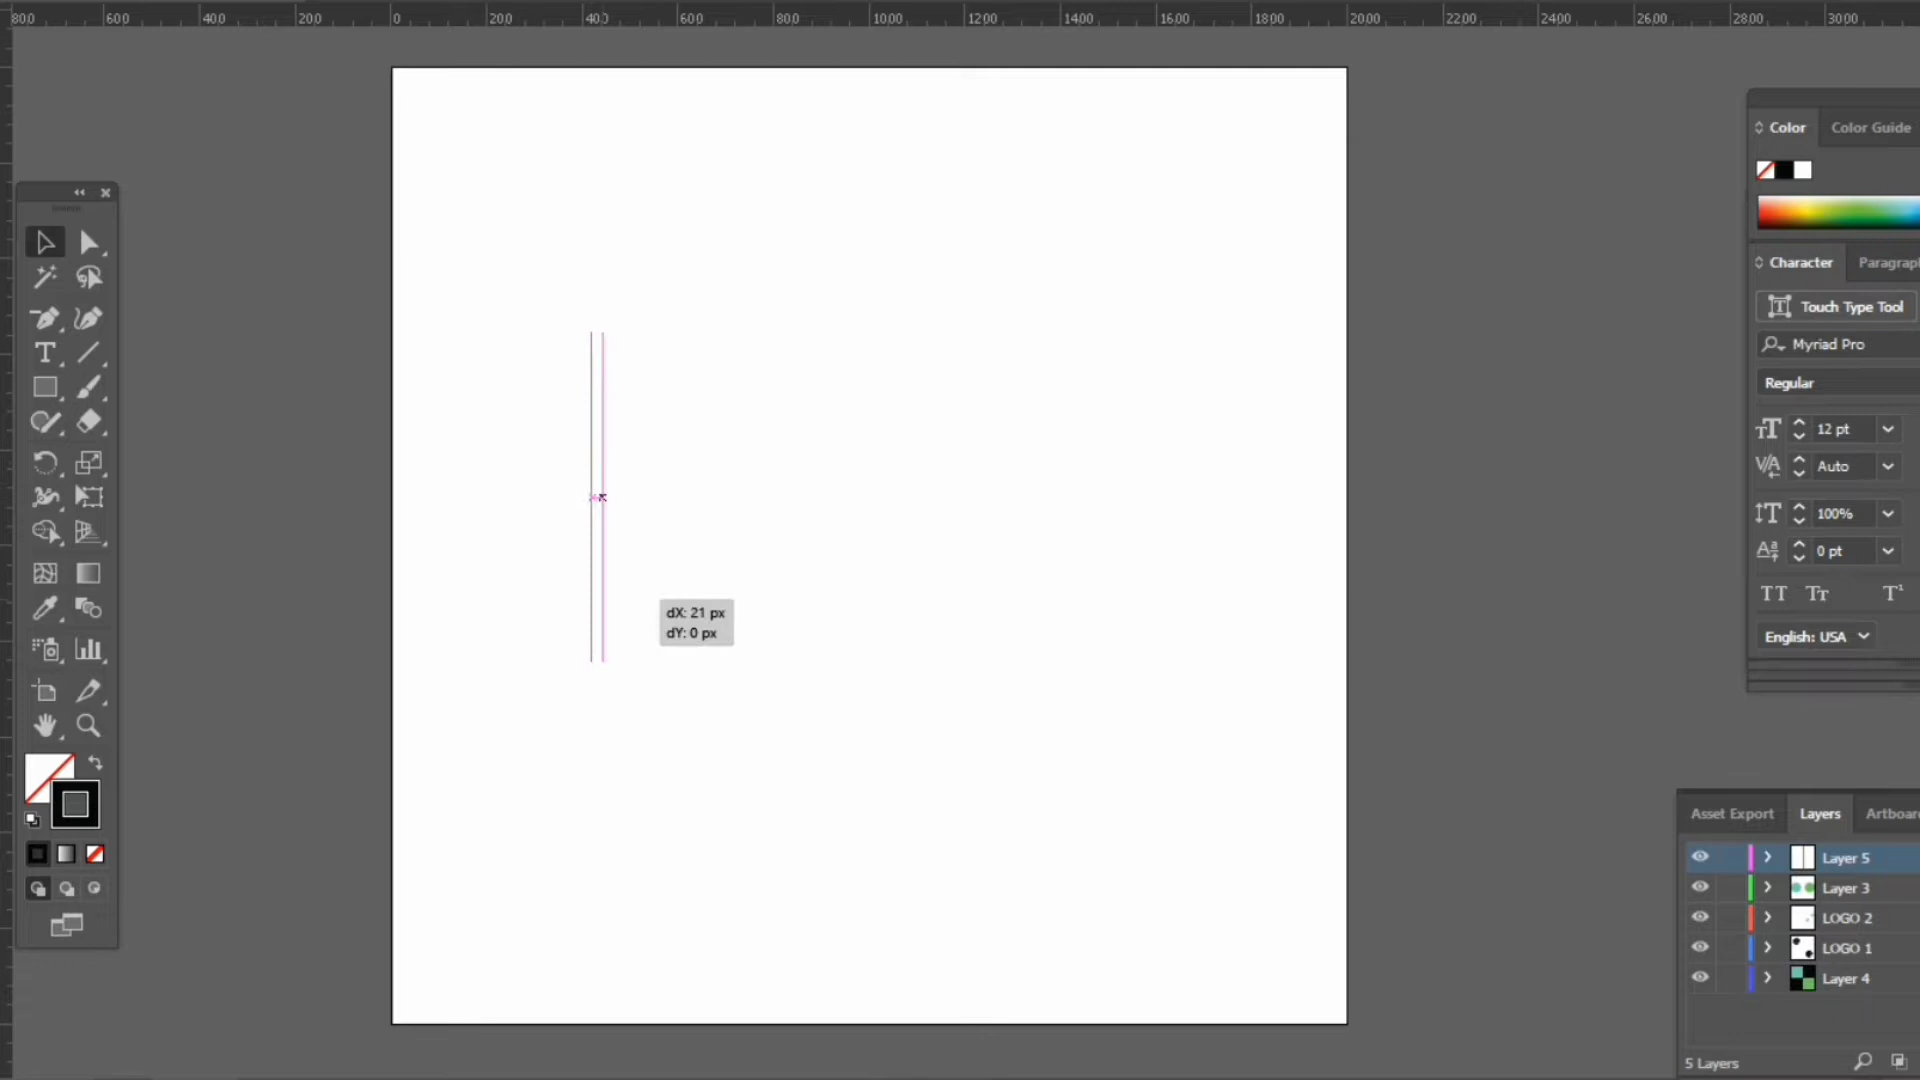 800 600 400 200 0 200 400 600 800 1000 1200 1400 1600 1800 2000 2200 2400 2600 2800 3000
Color Color Guide
Character
Touch Type Tool
Myriad Pro
Regular
12 pt
Auto
100%
0 pt
TT Tr T¹
English: USA
dX: 21 px
dY: 0 px
Asset Export Layers
Layer 5
Layer 3
LOGO 2
LOGO 1
Layer 4
5 Layers